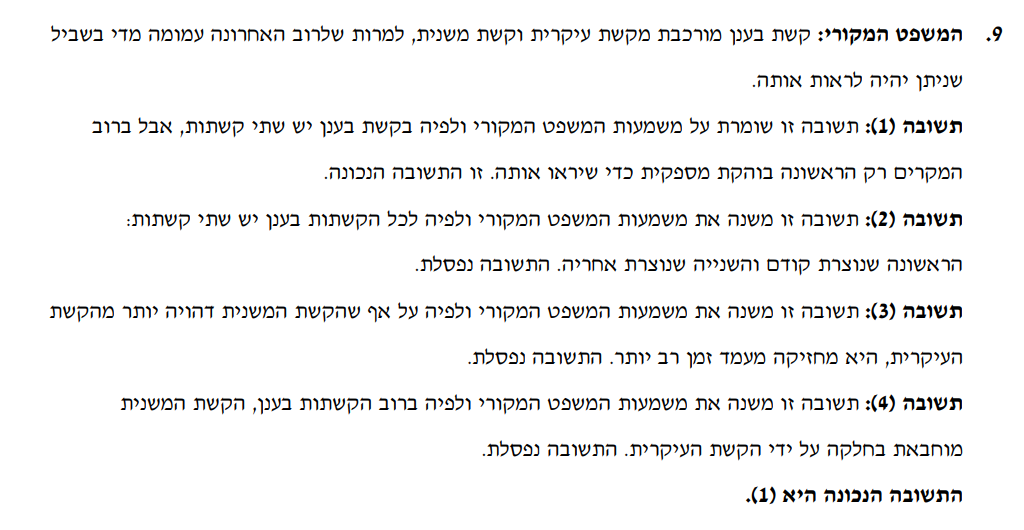 9. המשפט המקורי: קשת בענן מורכבת מקשת עיקרית וקשת משנית, למרות שלרוב האחרונה עמומה מדי בשביל
שניתן יהיה לראות אותה.
תשובה (1): תשובה זו שומרת על משמעות המשפט המקורי ולפיה בקשת בענן יש שתי קשתות, אבל ברוב
המקרים רק הראשונה בוהקת מספקית כדי שיראו אותה. זו התשובה הנכונה.
תשובה (2): תשובה זו משנה את משמעות המשפט המקורי ולפיה לכל הקשתות בענן יש שתי קשתות:
הראשונה שנוצרת קודם והשנייה שנוצרת אחריה. התשובה נפסלת.
תשובה (3): תשובה זו משנה את משמעות המשפט המקורי ולפיה על אף שהקשת המשנית דהויה יותר מהקשת
העיקרית, היא מחזיקה מעמד זמן רב יותר. התשובה נפסלת.
תשובה (4): תשובה זו משנה את משמעות המשפט המקורי ולפיה ברוב הקשתות בענן, הקשת המשנית
מוחבאת בחלקה על ידי הקשת העיקרית. התשובה נפסלת.
התשובה הנכונה היא (1).